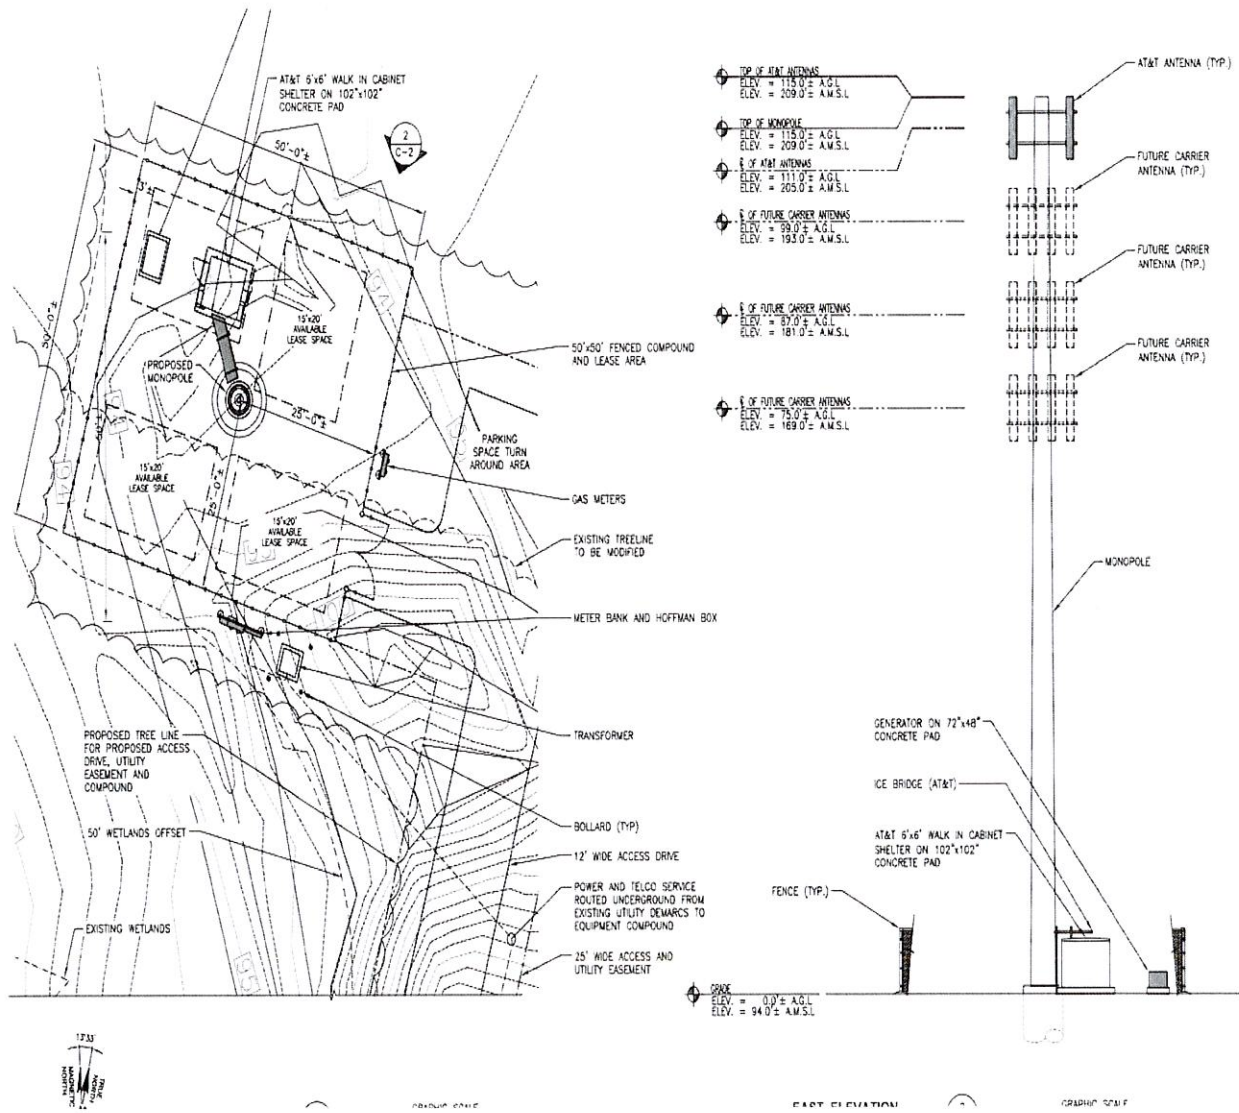 AT&T 6'x6' WALK IN CABINET
SHELTER ON 102"x102"
CONCRETE PAD
2
C-2
50'-0"±
3'±
15'x20'
AVAILABLE
LEASE SPACE
50'x50' FENCED COMPOUND
AND LEASE AREA
PROPOSED
MONOPOLE
25'-0"±
PARKING
SPACE TURN
AROUND AREA
15'x20'
AVAILABLE
LEASE SPACE
25'-0"±
GAS METERS
15'x20'
AVAILABLE
LEASE SPACE
EXISTING TREELINE
TO BE MODIFIED
94
METER BANK AND HOFFMAN BOX
PROPOSED TREE LINE
FOR PROPOSED ACCESS
DRIVE, UTILITY
EASEMENT AND
COMPOUND
TRANSFORMER
50' WETLANDS OFFSET
BOLLARD (TYP)
12' WIDE ACCESS DRIVE
POWER AND TELCO SERVICE
ROUTED UNDERGROUND FROM
EXISTING UTILITY DEMARCS TO
EQUIPMENT COMPOUND
EXISTING WETLANDS
25' WIDE ACCESS AND
UTILITY EASEMENT
95
13°33'
TRUE NORTH
MAGNETIC NORTH
GRAPHIC SCALE
TOP OF AT&T ANTENNAS
ELEV. = 115.0'± A.G.L
ELEV. = 209.0'± A.M.S.L
TOP OF MONOPOLE
ELEV. = 115.0'± A.G.L
ELEV. = 209.0'± A.M.S.L
℄ OF AT&T ANTENNAS
ELEV. = 111.0'± A.G.L
ELEV. = 205.0'± A.M.S.L
℄ OF FUTURE CARRIER ANTENNAS
ELEV. = 99.0'± A.G.L
ELEV. = 193.0'± A.M.S.L
℄ OF FUTURE CARRIER ANTENNAS
ELEV. = 87.0'± A.G.L
ELEV. = 181.0'± A.M.S.L
℄ OF FUTURE CARRIER ANTENNAS
ELEV. = 75.0'± A.G.L
ELEV. = 169.0'± A.M.S.L
AT&T ANTENNA (TYP.)
FUTURE CARRIER
ANTENNA (TYP.)
FUTURE CARRIER
ANTENNA (TYP.)
FUTURE CARRIER
ANTENNA (TYP.)
MONOPOLE
GENERATOR ON 72"x48"
CONCRETE PAD
ICE BRIDGE (AT&T)
AT&T 6'x6' WALK IN CABINET
SHELTER ON 102"x102"
CONCRETE PAD
FENCE (TYP.)
GRADE
ELEV. = 0.0'± A.G.L
ELEV. = 94.0'± A.M.S.L
EAST ELEVATION
2
GRAPHIC SCALE